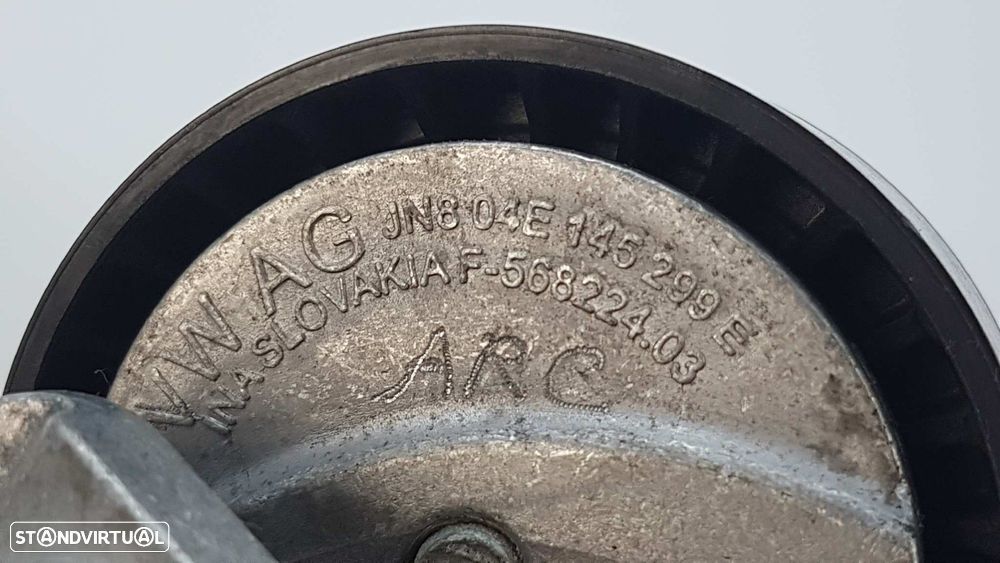 VW AG JN8 04E 145 299 E
INA SLOVAKIA F-568224.03
ARC
STANDVIRTUAL